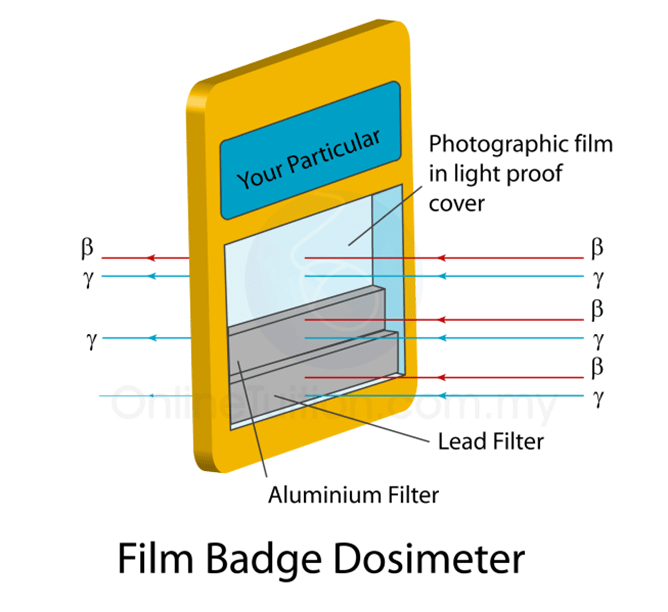 Your Particular
Photographic film
in light proof
cover
β
β
γ
γ
β
γ
γ
β
OnlineTuition.com.my
γ
Lead Filter
Aluminium Filter
Film Badge Dosimeter